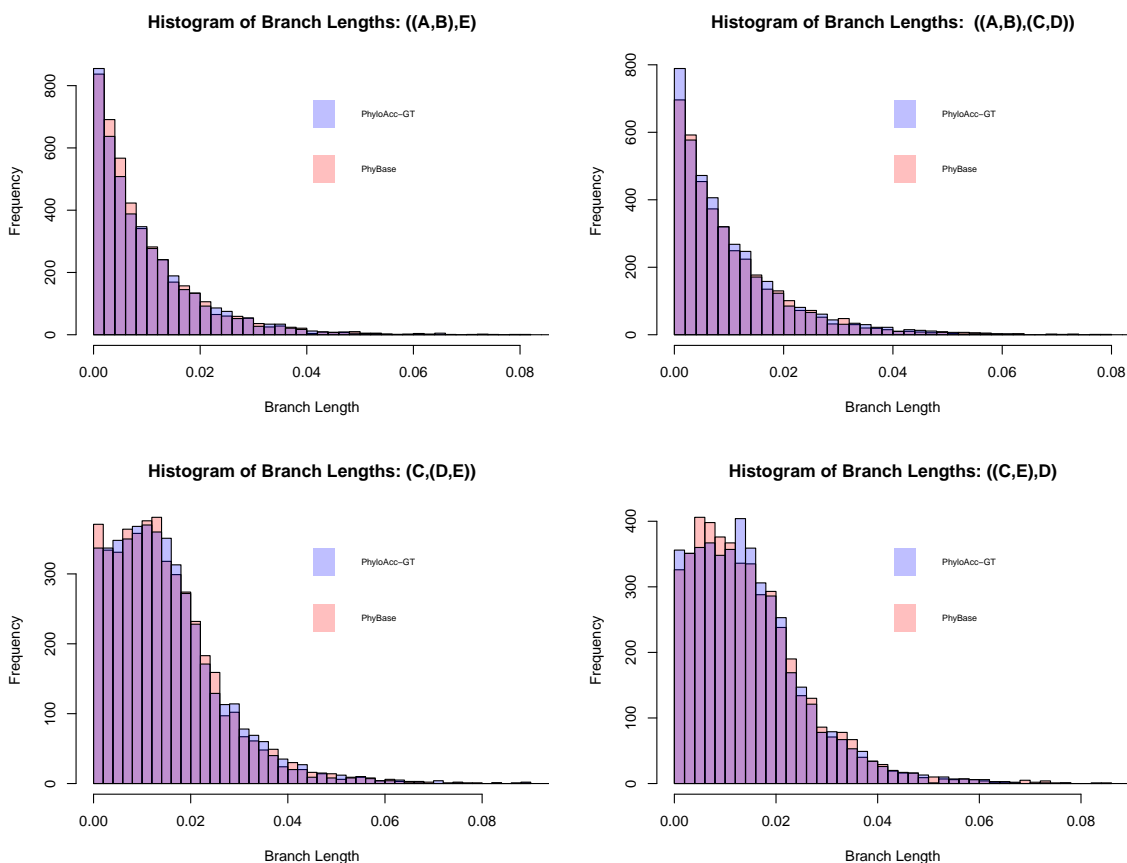 Histogram of Branch Lengths: ((A,B),E)
Frequency
0 200 400 600 800
PhyloAcc−GT
PhyBase
0.00 0.02 0.04 0.06 0.08
Branch Length
Histogram of Branch Lengths:  ((A,B),(C,D))
Frequency
0 200 400 600 800
PhyloAcc−GT
PhyBase
0.00 0.02 0.04 0.06 0.08
Branch Length
Histogram of Branch Lengths: (C,(D,E))
Frequency
0 100 200 300
PhyloAcc−GT
PhyBase
0.00 0.02 0.04 0.06 0.08
Branch Length
Histogram of Branch Lengths: ((C,E),D)
Frequency
0 100 200 300 400
PhyloAcc−GT
PhyBase
0.00 0.02 0.04 0.06 0.08
Branch Length